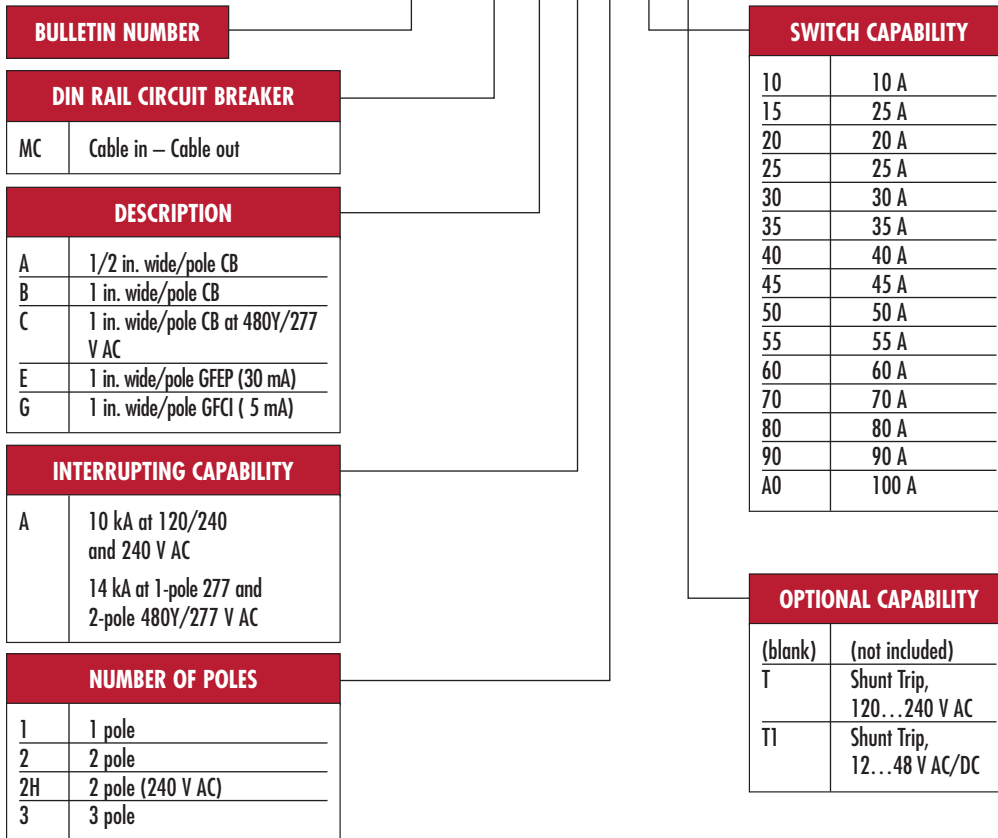 BULLETIN NUMBER
DIN RAIL CIRCUIT BREAKER
MC Cable in – Cable out
DESCRIPTION
A 1/2 in. wide/pole CB
B 1 in. wide/pole CB
C 1 in. wide/pole CB at 480Y/277
V AC
E 1 in. wide/pole GFEP (30 mA)
G 1 in. wide/pole GFCI ( 5 mA)
INTERRUPTING CAPABILITY
A 10 kA at 120/240
and 240 V AC
14 kA at 1-pole 277 and
2-pole 480Y/277 V AC
NUMBER OF POLES
1 1 pole
2 2 pole
2H 2 pole (240 V AC)
3 3 pole
SWITCH CAPABILITY
10 10 A
15 25 A
20 20 A
25 25 A
30 30 A
35 35 A
40 40 A
45 45 A
50 50 A
55 55 A
60 60 A
70 70 A
80 80 A
90 90 A
A0 100 A
OPTIONAL CAPABILITY
(blank) (not included)
T Shunt Trip,
120...240 V AC
T1 Shunt Trip,
12...48 V AC/DC